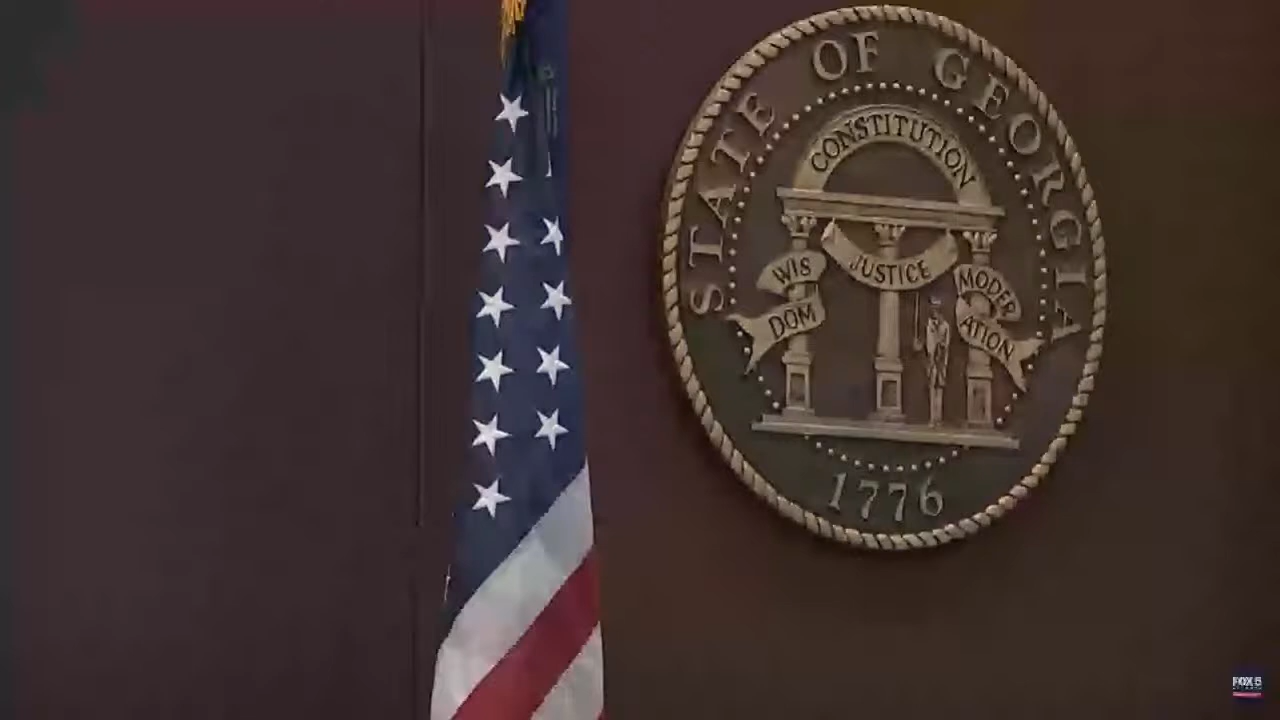 STATE OF GEORGIA
CONSTITUTION
WIS
DOM
JUSTICE
MODER
ATION
1776
FOX 5